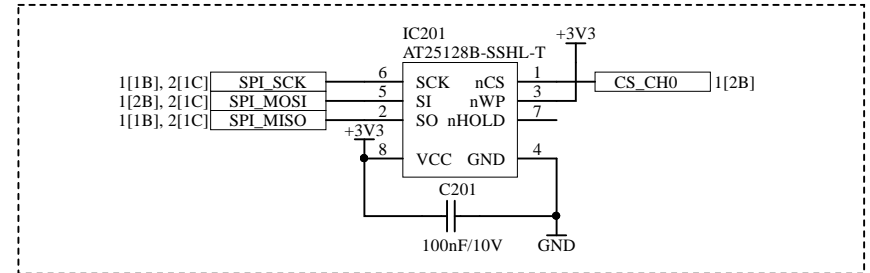 IC201
+3V3
AT25128B-SSHL-T
1[1B], 2[1C] SPI_SCK 6 SCK nCS 1 CS_CH0 1[2B]
1[2B], 2[1C] SPI_MOSI 5 SI nWP 3
1[1B], 2[1C] SPI_MISO 2 SO nHOLD 7
+3V3
8 VCC GND 4
C201
100nF/10V
GND